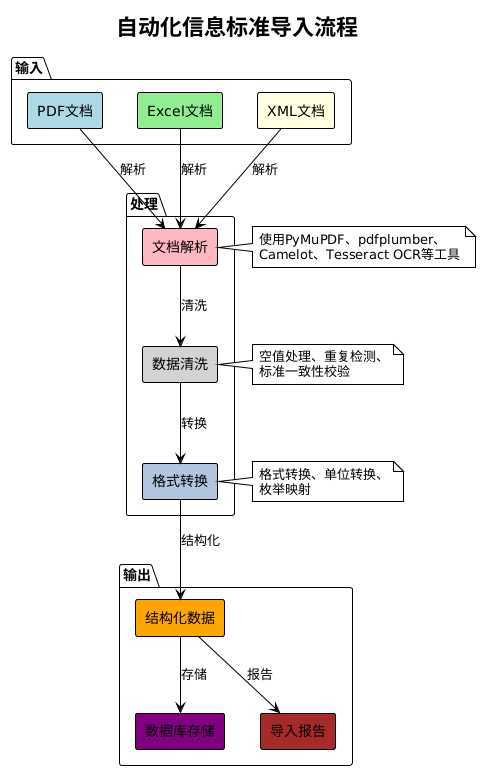 自动化信息标准导入流程
输入
PDF文档
Excel文档
XML文档
解析
解析
解析
处理
文档解析
使用PyMuPDF、pdfplumber、
Camelot、Tesseract OCR等工具
清洗
数据清洗
空值处理、重复检测、
标准一致性校验
转换
格式转换
格式转换、单位转换、
枚举映射
结构化
输出
结构化数据
存储
报告
数据库存储
导入报告